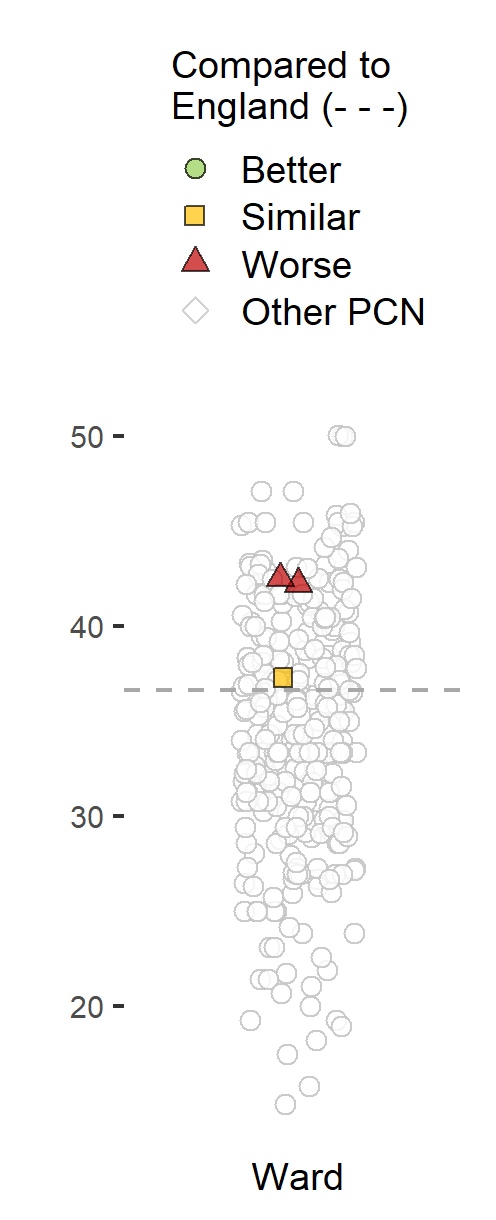 Compared to
England (- - -)
Better
Similar
Worse
Other PCN
50
40
30
20
Ward